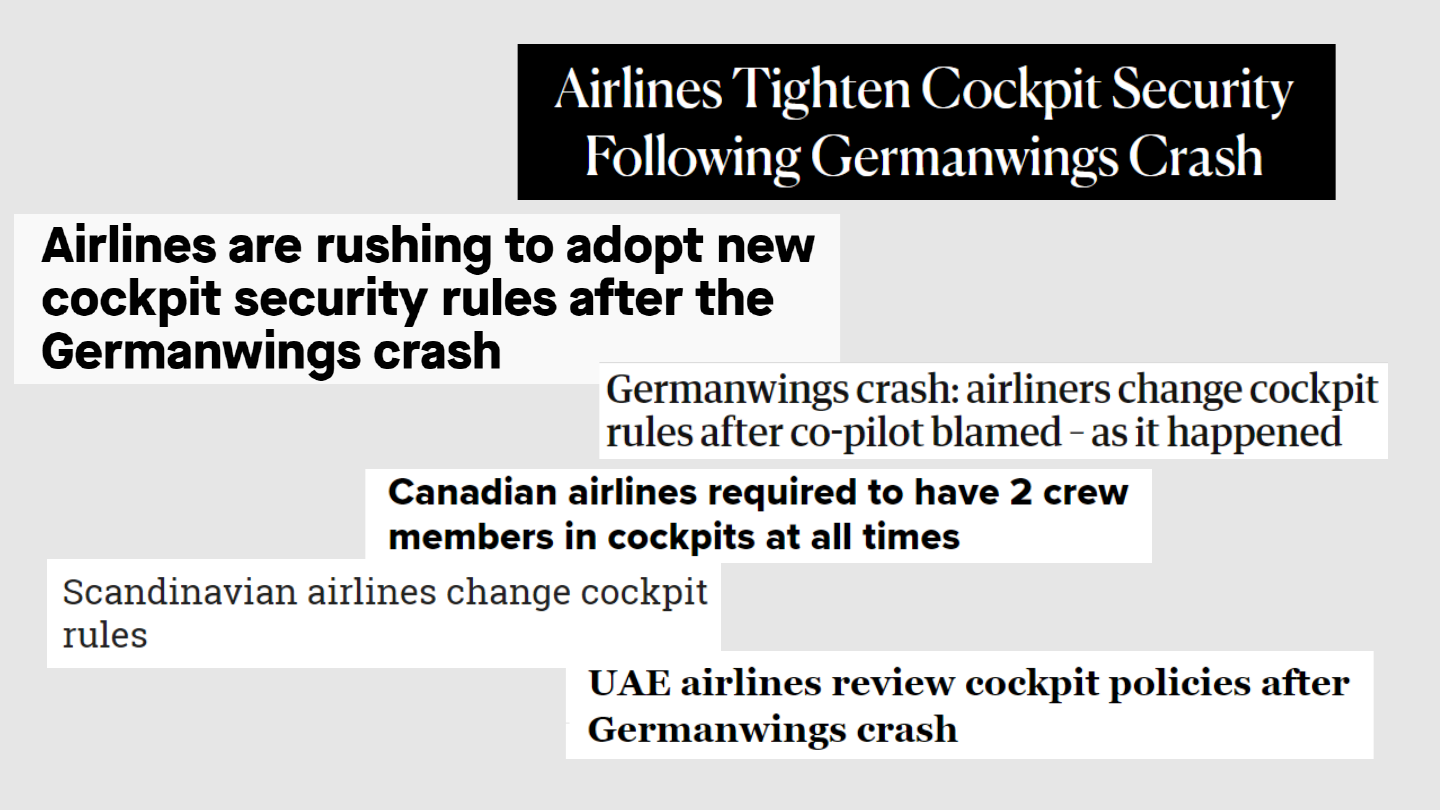 Airlines Tighten Cockpit Security
Following Germanwings Crash
Airlines are rushing to adopt new
cockpit security rules after the
Germanwings crash
Germanwings crash: airliners change cockpit
rules after co-pilot blamed – as it happened
Canadian airlines required to have 2 crew
members in cockpits at all times
Scandinavian airlines change cockpit
rules
UAE airlines review cockpit policies after
Germanwings crash